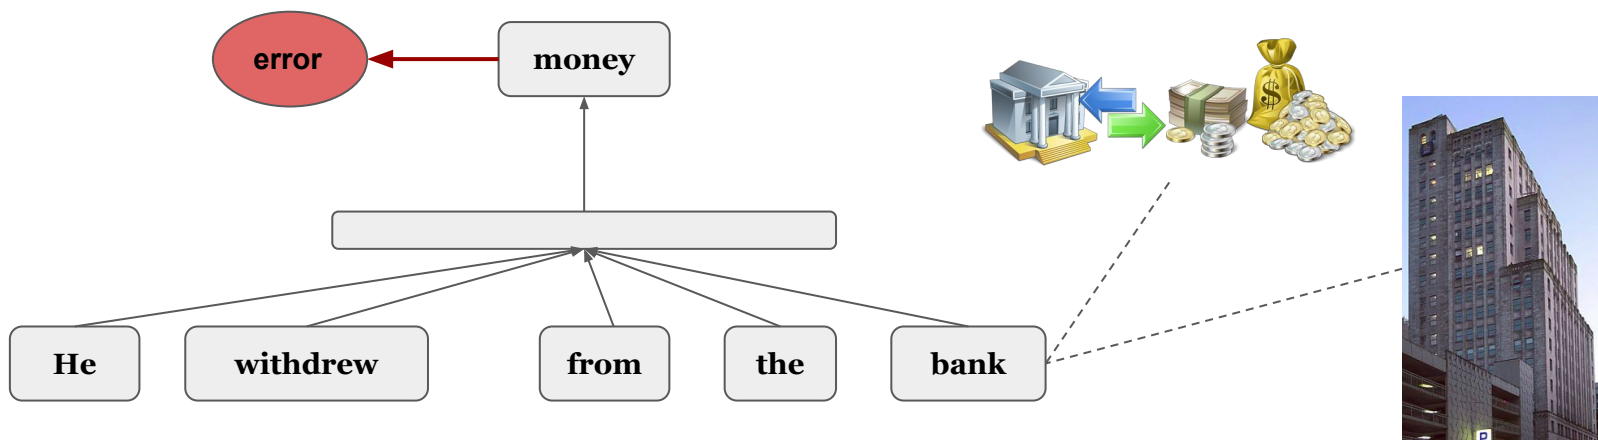 error
money
$
He
withdrew
from
the
bank
P